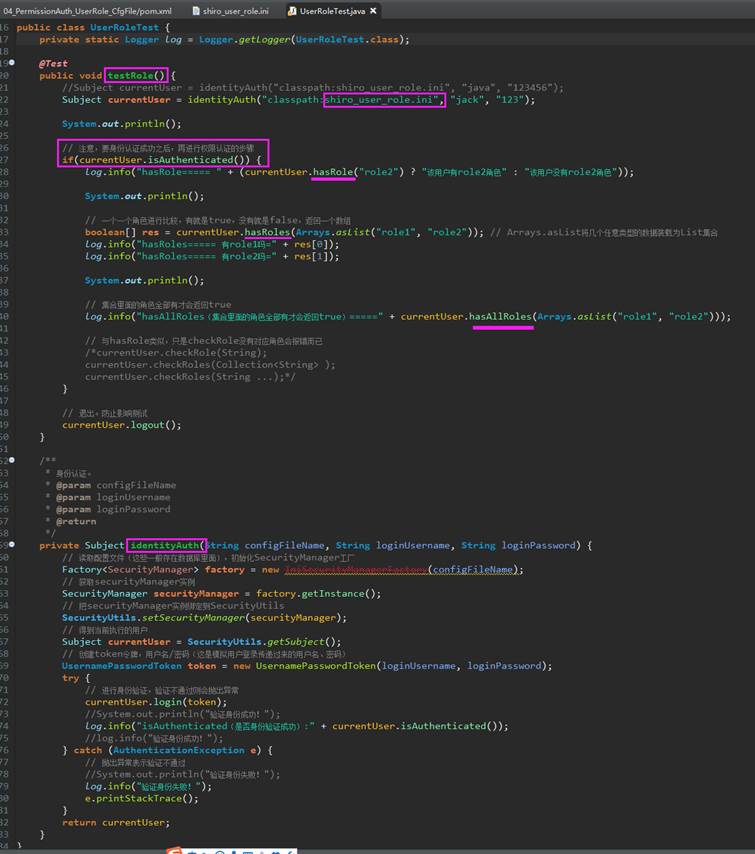 04_PermissionAuth_UserRole_CfgFile/pom.xml shiro_user_role.ini UserRoleTest.java
16 public class UserRoleTest {
17 private static Logger log = Logger.getLogger(UserRoleTest.class);
18
19 @Test
20 public void testRole() {
21 //Subject currentUser = identityAuth("classpath:shiro_user_role.ini", "java", "123456");
22 Subject currentUser = identityAuth("classpath:shiro_user_role.ini", "jack", "123");
23
24 System.out.println();
25
26 // 注意，要身份认证成功之后，再进行权限认证的步骤
27 if(currentUser.isAuthenticated()) {
28 log.info("hasRole===== " + (currentUser.hasRole("role2") ? "该用户有role2角色" : "该用户没有role2角色"));
29
30 System.out.println();
31
32 // 一个一个角色进行比较，有就是true，没有就是false，返回一个数组
33 boolean[] res = currentUser.hasRoles(Arrays.asList("role1", "role2")); // Arrays.asList将几个任意类型的数据装载为List集合
34 log.info("hasRoles===== 有role1吗=" + res[0]);
35 log.info("hasRoles===== 有role2吗=" + res[1]);
36
37 System.out.println();
38
39 // 集合里面的角色全部有才会返回true
40 log.info("hasAllRoles（集合里面的角色全部有才会返回true）=====" + currentUser.hasAllRoles(Arrays.asList("role1", "role2")));
41
42 // 与hasRole类似，只是checkRole没有对应角色会报错而已
43 /*currentUser.checkRole(String);
44 currentUser.checkRoles(Collection<String> );
45 currentUser.checkRoles(String ...);*/
46 }
47
48 // 退出，防止影响测试
49 currentUser.logout();
50 }
51
52 /**
53 * 身份认证。
54 * @param configFileName
55 * @param loginUsername
56 * @param loginPassword
57 * @return
58 */
59 private Subject identityAuth(String configFileName, String loginUsername, String loginPassword) {
60 // 读取配置文件（这些一般存在数据库里面），初始化SecurityManager工厂
61 Factory<SecurityManager> factory = new IniSecurityManagerFactory(configFileName);
62 // 获取securityManager实例
63 SecurityManager securityManager = factory.getInstance();
64 // 把securityManager实例绑定到SecurityUtils
65 SecurityUtils.setSecurityManager(securityManager);
66 // 得到当前执行的用户
67 Subject currentUser = SecurityUtils.getSubject();
68 // 创建token令牌，用户名/密码（这是模拟用户登录传递过来的用户名、密码）
69 UsernamePasswordToken token = new UsernamePasswordToken(loginUsername, loginPassword);
70 try {
71 // 进行身份验证，验证不通过则会抛出异常
72 currentUser.login(token);
73 //System.out.println("验证身份成功！");
74 log.info("isAuthenticated（是否身份验证成功）:" + currentUser.isAuthenticated());
75 //log.info("验证身份成功！");
76 } catch (AuthenticationException e) {
77 // 抛出异常表示验证不通过
78 //System.out.println("验证身份失败！");
79 log.info("验证身份失败！");
80 e.printStackTrace();
81 }
82 return currentUser;
83 }
84 }